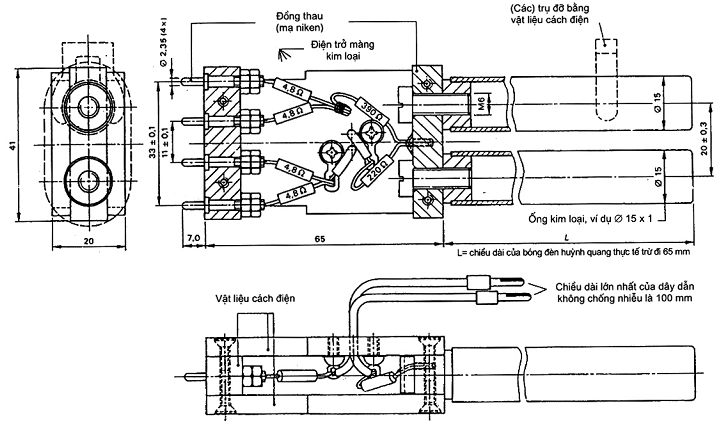 (Các) trụ đỡ bằng
vật liệu cách điện
Đồng thau
(mạ niken)
Điện trở màng
kim loại
Ø 2,35 (4×)
4,8 Ω
4,8 Ω
390 Ω
M6
Ø 15
41
33 ± 0,1
11 ± 0,1
20 ± 0,3
4,8 Ω
4,8 Ω
220 Ω
Ø 15
Ống kim loại, ví dụ Ø 15 x 1
20
7,0
65
L
L= chiều dài của bóng đèn huỳnh quang thực tế trừ đi 65 mm
Vật liệu cách điện
Chiều dài lớn nhất của dây dẫn
không chống nhiễu là 100 mm